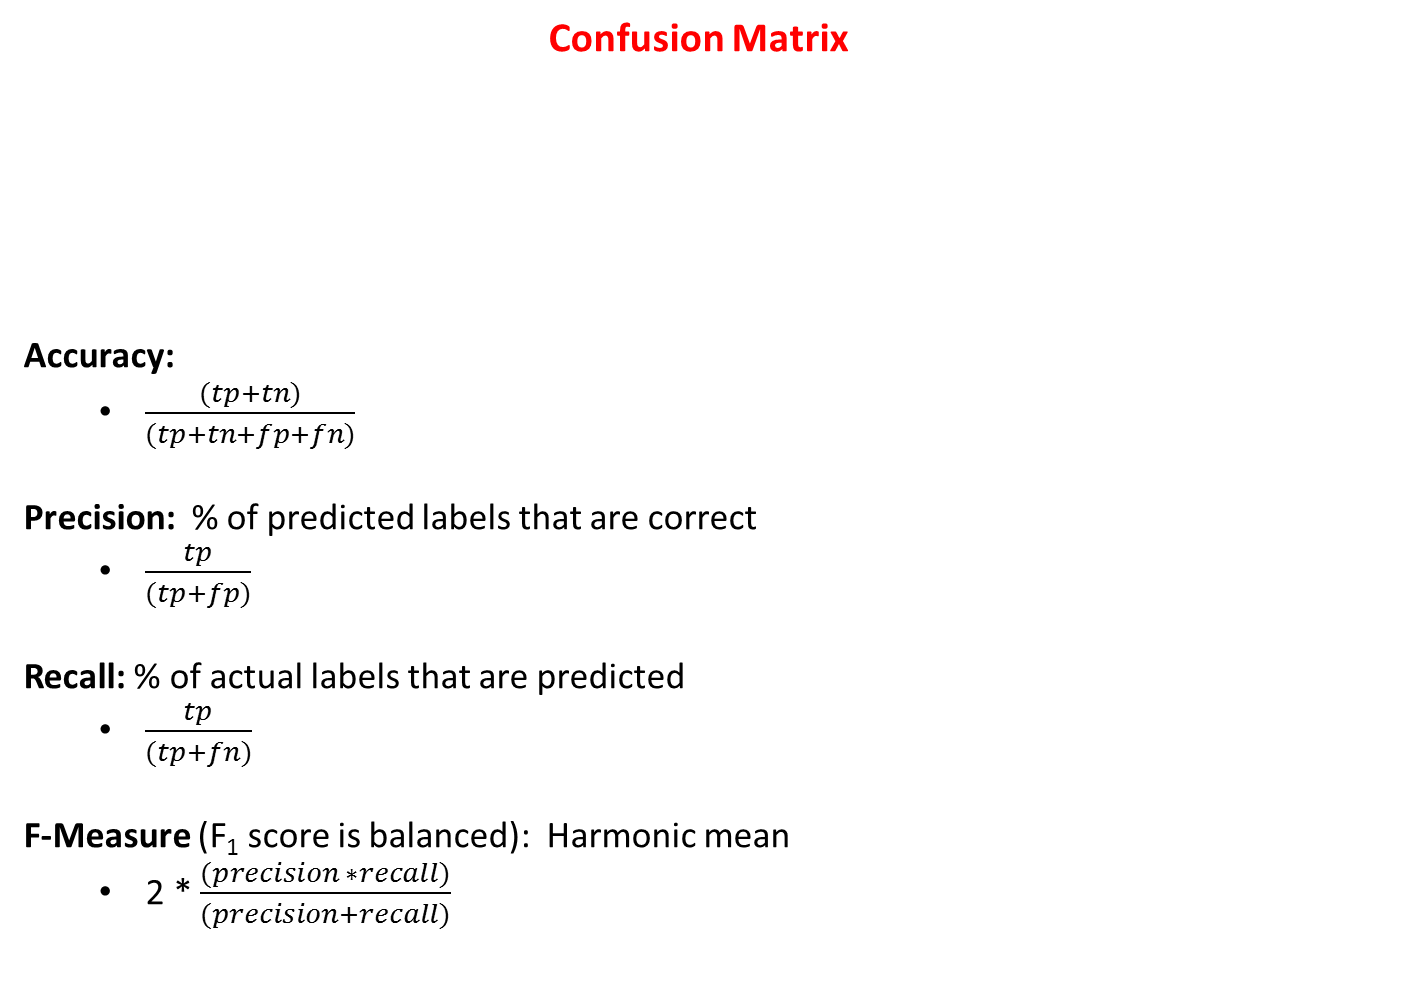 Confusion Matrix
Accuracy:
• (tp+tn)
(tp+tn+fp+fn)
Precision: % of predicted labels that are correct
• tp
(tp+fp)
Recall: % of actual labels that are predicted
• tp
(tp+fn)
F-Measure (F₁ score is balanced): Harmonic mean
• 2 * (precision *recall)
(precision+recall)